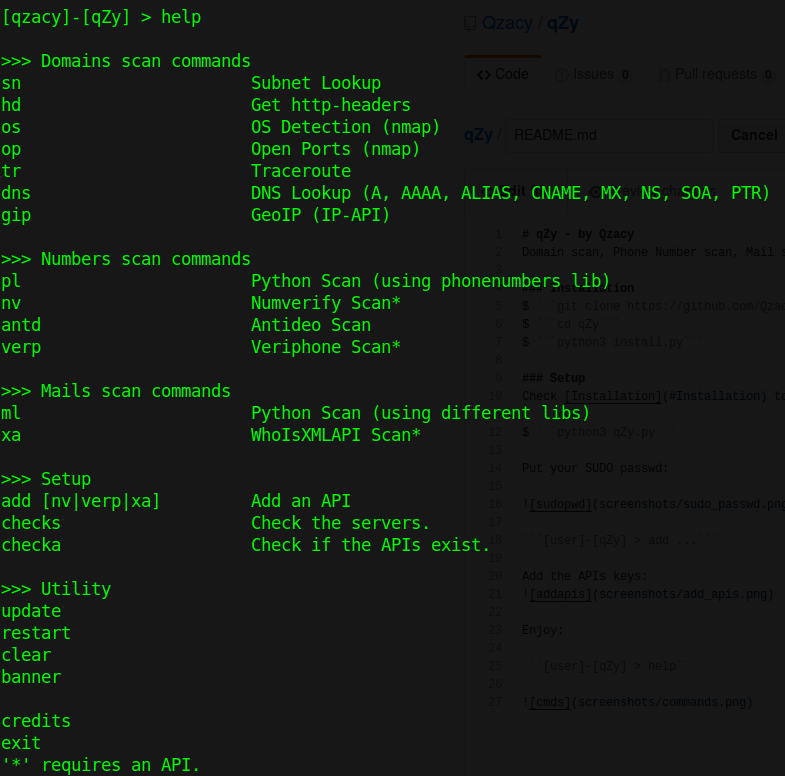 [qzacy]-[qZy] > help
>>> Domains scan commands
sn Subnet Lookup
hd Get http-headers
os OS Detection (nmap)
op Open Ports (nmap)
tr Traceroute
dns DNS Lookup (A, AAAA, ALIAS, CNAME, MX, NS, SOA, PTR)
gip GeoIP (IP-API)
>>> Numbers scan commands
pl Python Scan (using phonenumbers lib)
nv Numverify Scan*
antd Antideo Scan
verp Veriphone Scan*
>>> Mails scan commands
ml Python Scan (using different libs)
xa WhoIsXMLAPI Scan*
>>> Setup
add [nv|verp|xa] Add an API
checks Check the servers.
checka Check if the APIs exist.
>>> Utility
update
restart
clear
banner
credits
exit
'*' requires an API.
Qzacy / qZy
Code Issues 0 Pull requests 0
qZy / README.md Cancel
1 # qZy - by Qzacy
2 Domain scan, Phone Number scan, Mail s
5 $ ```git clone https://github.com/Qzac
6 $ ```cd qZy
7 $ ```python3 install.py```
8
9 ### Setup
10 Check [Installation](#Installation) to
12 $ ```python3 qZy.py
13
14 Put your SUDO passwd:
15
16 ![sudopwd](screenshots/sudo_passwd.png
17
18 ```[user]-[qZy] > add ...
19
20 Add the APIs keys:
21 ![addapis](screenshots/add_apis.png)
22
23 Enjoy:
24
25 [user]-[qZy] > help`
26
27 ![cmds](screenshots/commands.png)